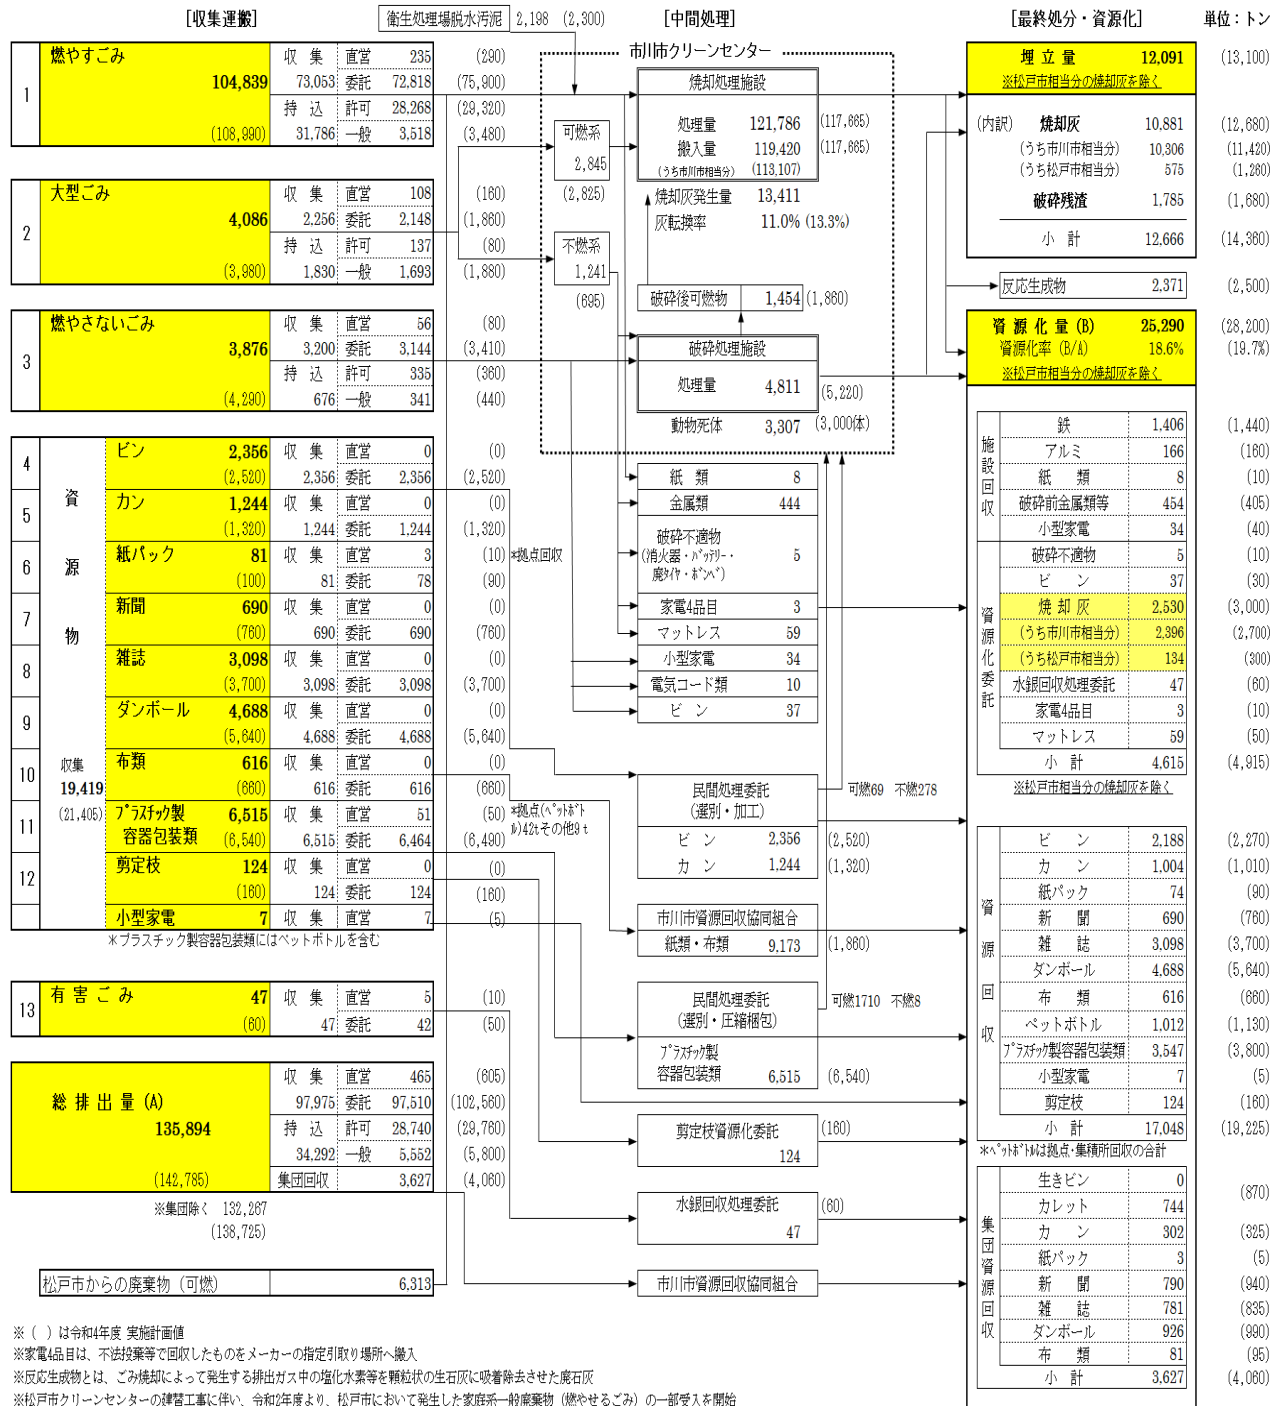 [収集運搬]
衛生処理場脱水汚泥 2,198 (2,300)
[中間処理]
[最終処分・資源化]
単位：トン
1
燃やすごみ
104,839
(108,990)
収 集 直営 235 (290)
73,053 委託 72,818 (75,900)
持 込 許可 28,268 (29,320)
31,786 一般 3,518 (3,480)
2
大型ごみ
4,086
(3,980)
収 集 直営 108 (160)
2,256 委託 2,148 (1,860)
持 込 許可 137 (80)
1,830 一般 1,693 (1,880)
3
燃やさないごみ
3,876
(4,290)
収 集 直営 56 (80)
3,200 委託 3,144 (3,410)
持 込 許可 335 (360)
676 一般 341 (440)
資源物
収集
19,419
(21,405)
4 ビン 2,356 収 集 直営 0 (0)
(2,520) 2,356 委託 2,356 (2,520)
5 カン 1,244 収 集 直営 0 (0)
(1,320) 1,244 委託 1,244 (1,320)
6 紙パック 81 収 集 直営 3 (10) *拠点回収
(100) 81 委託 78 (90)
7 新聞 690 収 集 直営 0 (0)
(760) 690 委託 690 (760)
8 雑誌 3,098 収 集 直営 0 (0)
(3,700) 3,098 委託 3,098 (3,700)
9 ダンボール 4,688 収 集 直営 0 (0)
(5,640) 4,688 委託 4,688 (5,640)
10 布類 616 収 集 直営 0 (0)
(660) 616 委託 616 (660)
11 ﾌﾟﾗｽﾁｯｸ製 6,515 収 集 直営 51 (50) *拠点(ﾍﾟｯﾄﾎﾞﾄ
容器包装類 (6,540) 6,515 委託 6,464 (6,490) ﾙ)42tその他9ｔ
12 剪定枝 124 収 集 直営 0 (0)
(160) 124 委託 124 (160)
小型家電 7 収 集 直営 7 (5)
＊プラスチック製容器包装類にはペットボトルを含む
13 有 害 ご み 47 収 集 直営 5 (10)
(60) 47 委託 42 (50)
総 排 出 量 (A)
135,894
(142,785)
収 集 直営 465 (605)
97,975 委託 97,510 (102,560)
持 込 許可 28,740 (29,760)
34,292 一般 5,552 (5,800)
集団回収 3,627 (4,060)
※集団除く 132,267
(138,725)
松戸市からの廃棄物（可燃） 6,313
市川市クリーンセンター
可燃系
2,845
(2,825)
不燃系
1,241
(695)
焼却処理施設
処理量 121,786 (117,665)
搬入量 119,420 (117,665)
(うち市川市相当分) (113,107)
焼却灰発生量 13,411
灰転換率 11.0% (13.3%)
破砕後可燃物 1,454 (1,860)
破砕処理施設
処理量 4,811 (5,220)
動物死体 3,307 (3,000体)
紙 類 8
金属類 444
破砕不適物
(消火器・ﾊﾞｯﾃﾘｰ・ 5
廃ﾀｲﾔ・ﾎﾞﾝﾍﾞ)
家電4品目 3
マットレス 59
小型家電 34
電気コード類 10
ビ ン 37
民間処理委託
(選別・加工)
可燃69 不燃278
ビ ン 2,356 (2,520)
カ ン 1,244 (1,320)
市川市資源回収協同組合
紙類・布類 9,173 (1,860)
民間処理委託
(選別・圧縮梱包)
可燃1710 不燃8
ﾌﾟﾗｽﾁｯｸ製
容器包装類 6,515 (6,540)
剪定枝資源化委託 (160)
124
水銀回収処理委託 (60)
47
市川市資源回収協同組合
埋 立 量 12,091 (13,100)
※松戸市相当分の焼却灰を除く
(内訳) 焼却灰 10,881 (12,680)
(うち市川市相当分) 10,306 (11,420)
(うち松戸市相当分) 575 (1,260)
破砕残渣 1,785 (1,680)
小 計 12,666 (14,360)
反応生成物 2,371 (2,500)
資 源 化 量 (B) 25,290 (28,200)
資源化率 (B/A) 18.6% (19.7%)
※松戸市相当分の焼却灰を除く
施設回収
鉄 1,406 (1,440)
アルミ 166 (160)
紙 類 8 (10)
破砕前金属類等 454 (405)
小型家電 34 (40)
資源化委託
破砕不適物 5 (10)
ビ ン 37 (30)
焼 却 灰 2,530 (3,000)
(うち市川市相当分) 2,396 (2,700)
(うち松戸市相当分) 134 (300)
水銀回収処理委託 47 (60)
家電4品目 3 (10)
マットレス 59 (50)
小 計 4,615 (4,915)
※松戸市相当分の焼却灰を除く
資源回収
ビ ン 2,188 (2,270)
カ ン 1,004 (1,010)
紙パック 74 (90)
新 聞 690 (760)
雑 誌 3,098 (3,700)
ダンボール 4,688 (5,640)
布 類 616 (660)
ペットボトル 1,012 (1,130)
ﾌﾟﾗｽﾁｯｸ製容器包装類 3,547 (3,800)
小型家電 7 (5)
剪定枝 124 (160)
小 計 17,048 (19,225)
*ﾍﾟｯﾄﾎﾞﾄﾙは拠点・集積所回収の合計
集団資源回収
生きビン 0 (870)
カレット 744
カ ン 302 (325)
紙パック 3 (5)
新 聞 790 (940)
雑 誌 781 (835)
ダンボール 926 (990)
布 類 81 (95)
小 計 3,627 (4,060)
※（ ）は令和4年度 実施計画値
※家電4品目は、不法投棄等で回収したものをメーカーの指定引取り場所へ搬入
※反応生成物とは、ごみ焼却によって発生する排出ガス中の塩化水素等を顆粒状の生石灰に吸着除去させた廃石灰
※松戸市クリーンセンターの建替工事に伴い、令和2年度より、松戸市において発生した家庭系一般廃棄物（燃やせるごみ）の一部受入を開始